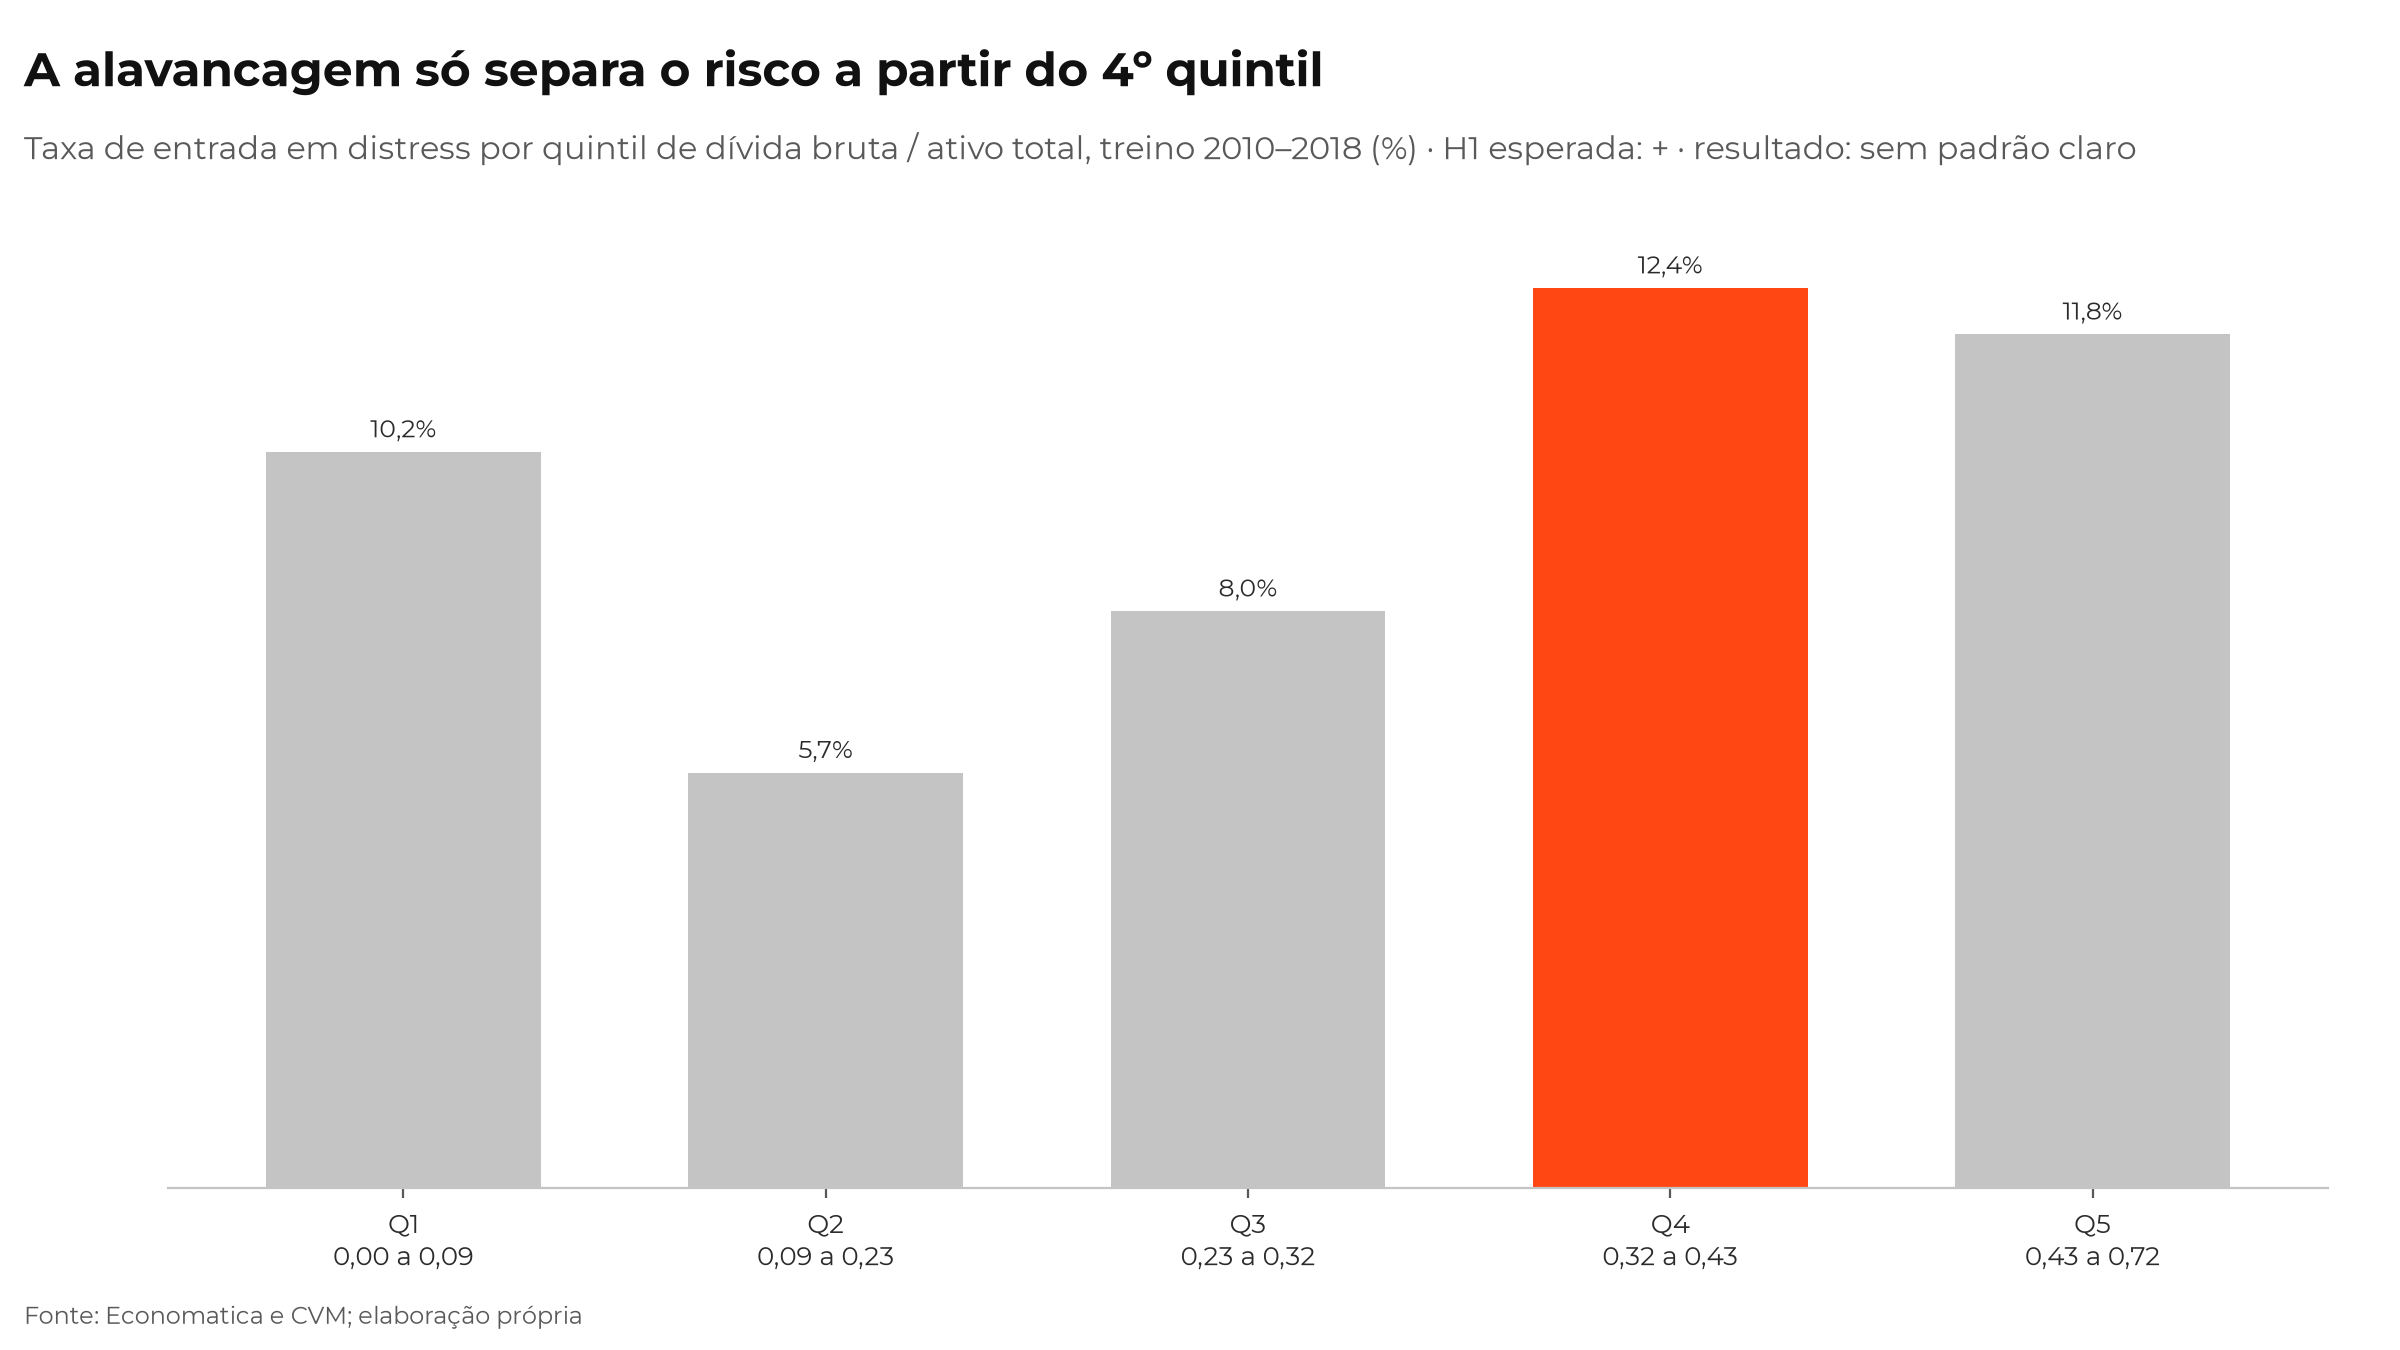 A alavancagem só separa o risco a partir do 4º quintil
Taxa de entrada em distress por quintil de dívida bruta / ativo total, treino 2010–2018 (%) · H1 esperada: + · resultado: sem padrão claro
12,4%
11,8%
10,2%
8,0%
5,7%
Q1 Q2 Q3 Q4 Q5
0,00 a 0,09 0,09 a 0,23 0,23 a 0,32 0,32 a 0,43 0,43 a 0,72
Fonte: Economatica e CVM; elaboração própria